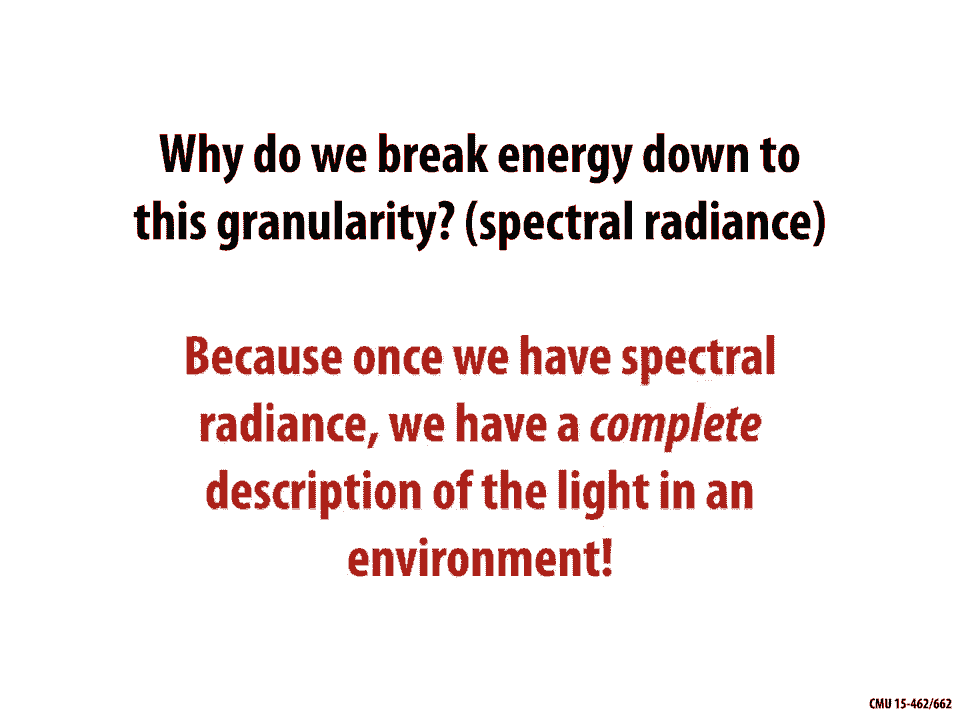 Why do we break energy down to
this granularity? (spectral radiance)
Because once we have spectral
radiance, we have a complete
description of the light in an
environment!
CMU 15-462/662